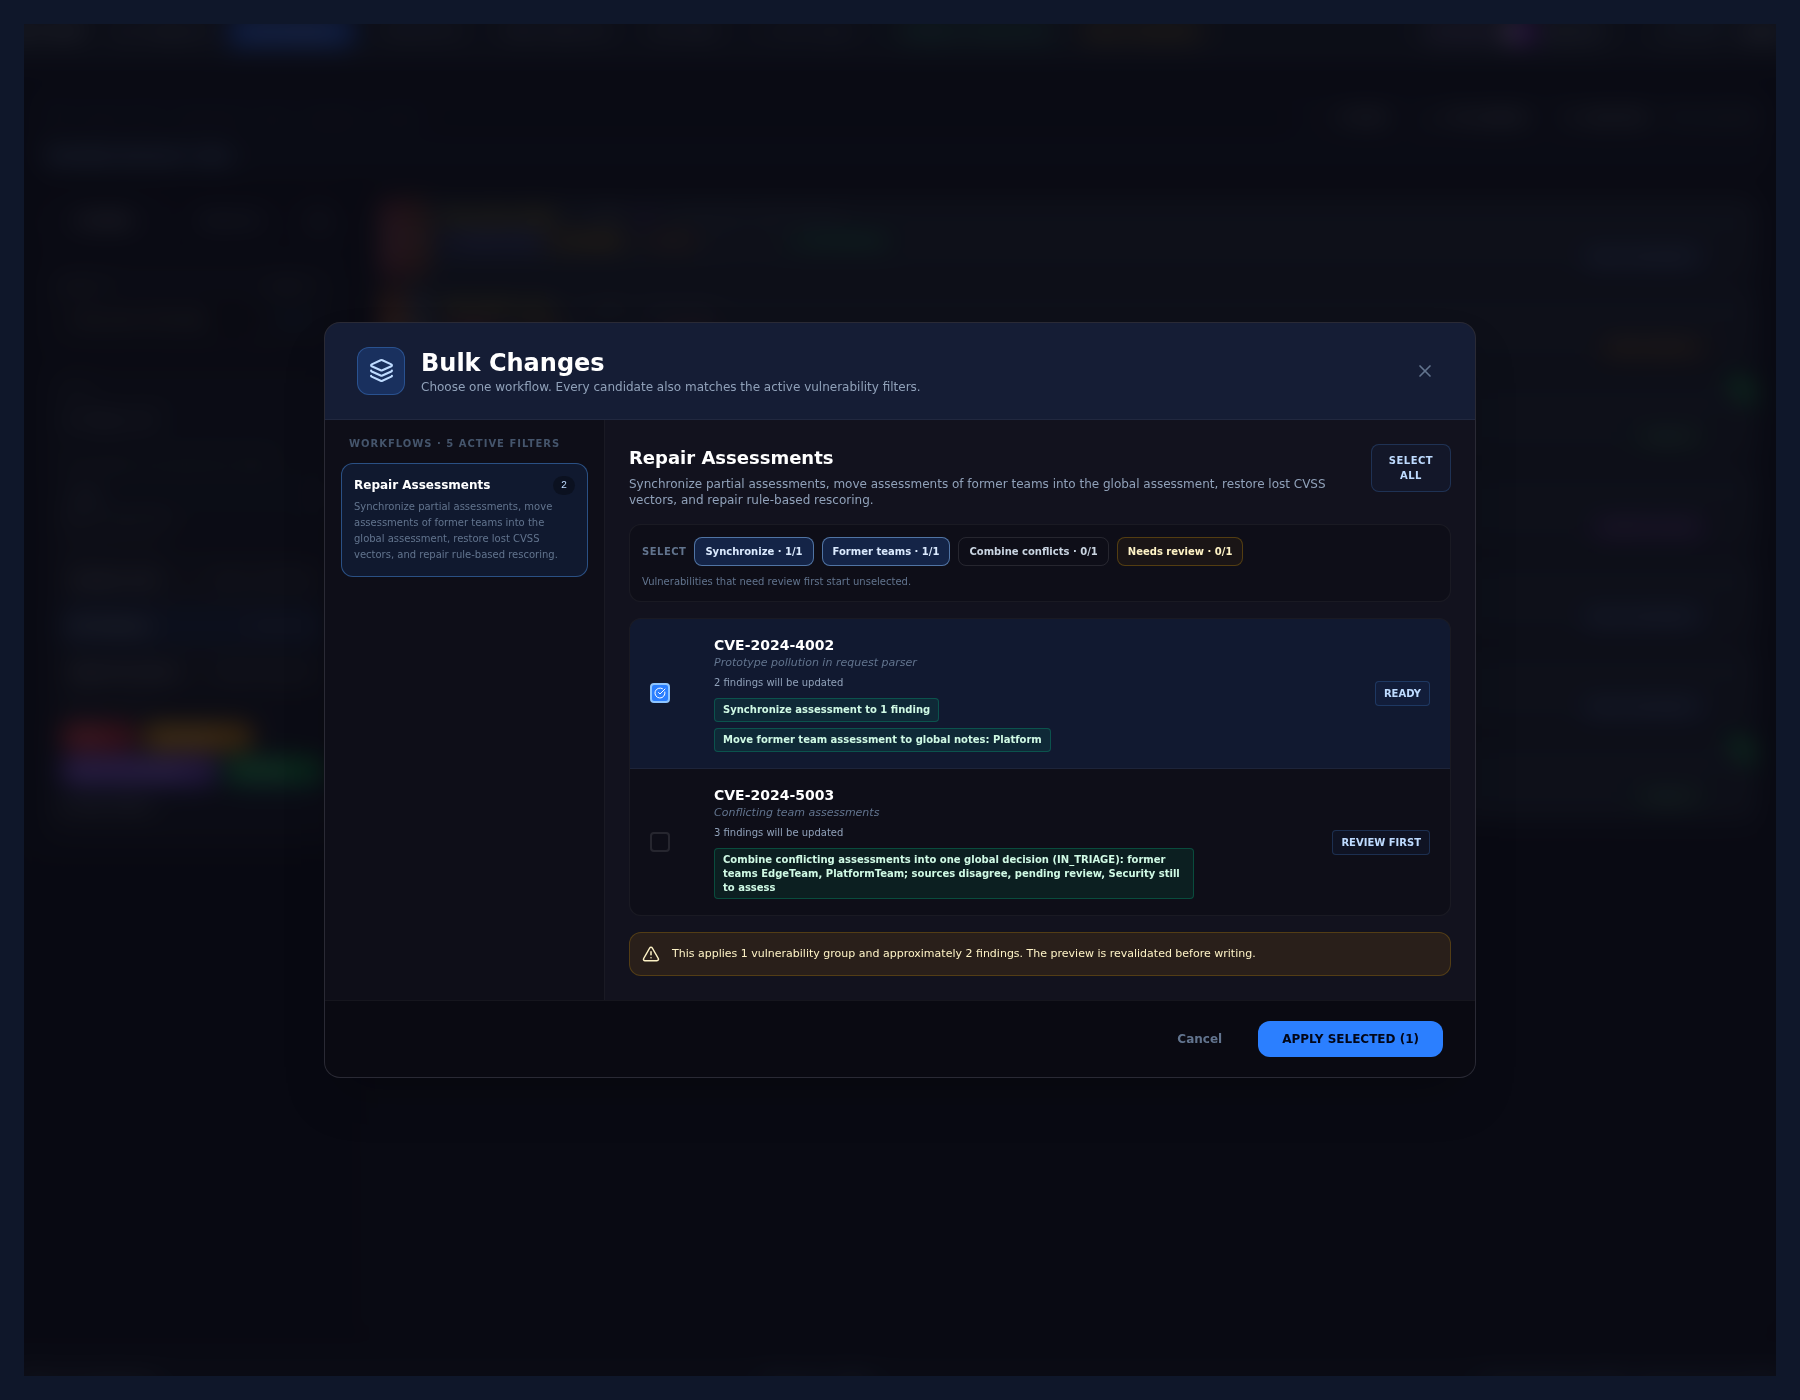 Bulk Changes
Choose one workflow. Every candidate also matches the active vulnerability filters.
WORKFLOWS · 5 ACTIVE FILTERS
Repair Assessments
2
Synchronize partial assessments, move
assessments of former teams into the
global assessment, restore lost CVSS
vectors, and repair rule-based rescoring.
Repair Assessments
Synchronize partial assessments, move assessments of former teams into the global assessment, restore lost CVSS
vectors, and repair rule-based rescoring.
SELECT
ALL
SELECT
Synchronize · 1/1
Former teams · 1/1
Combine conflicts · 0/1
Needs review · 0/1
Vulnerabilities that need review first start unselected.
CVE-2024-4002
Prototype pollution in request parser
2 findings will be updated
Synchronize assessment to 1 finding
Move former team assessment to global notes: Platform
READY
CVE-2024-5003
Conflicting team assessments
3 findings will be updated
Combine conflicting assessments into one global decision (IN_TRIAGE): former
teams EdgeTeam, PlatformTeam; sources disagree, pending review, Security still
to assess
REVIEW FIRST
This applies 1 vulnerability group and approximately 2 findings. The preview is revalidated before writing.
Cancel
APPLY SELECTED (1)